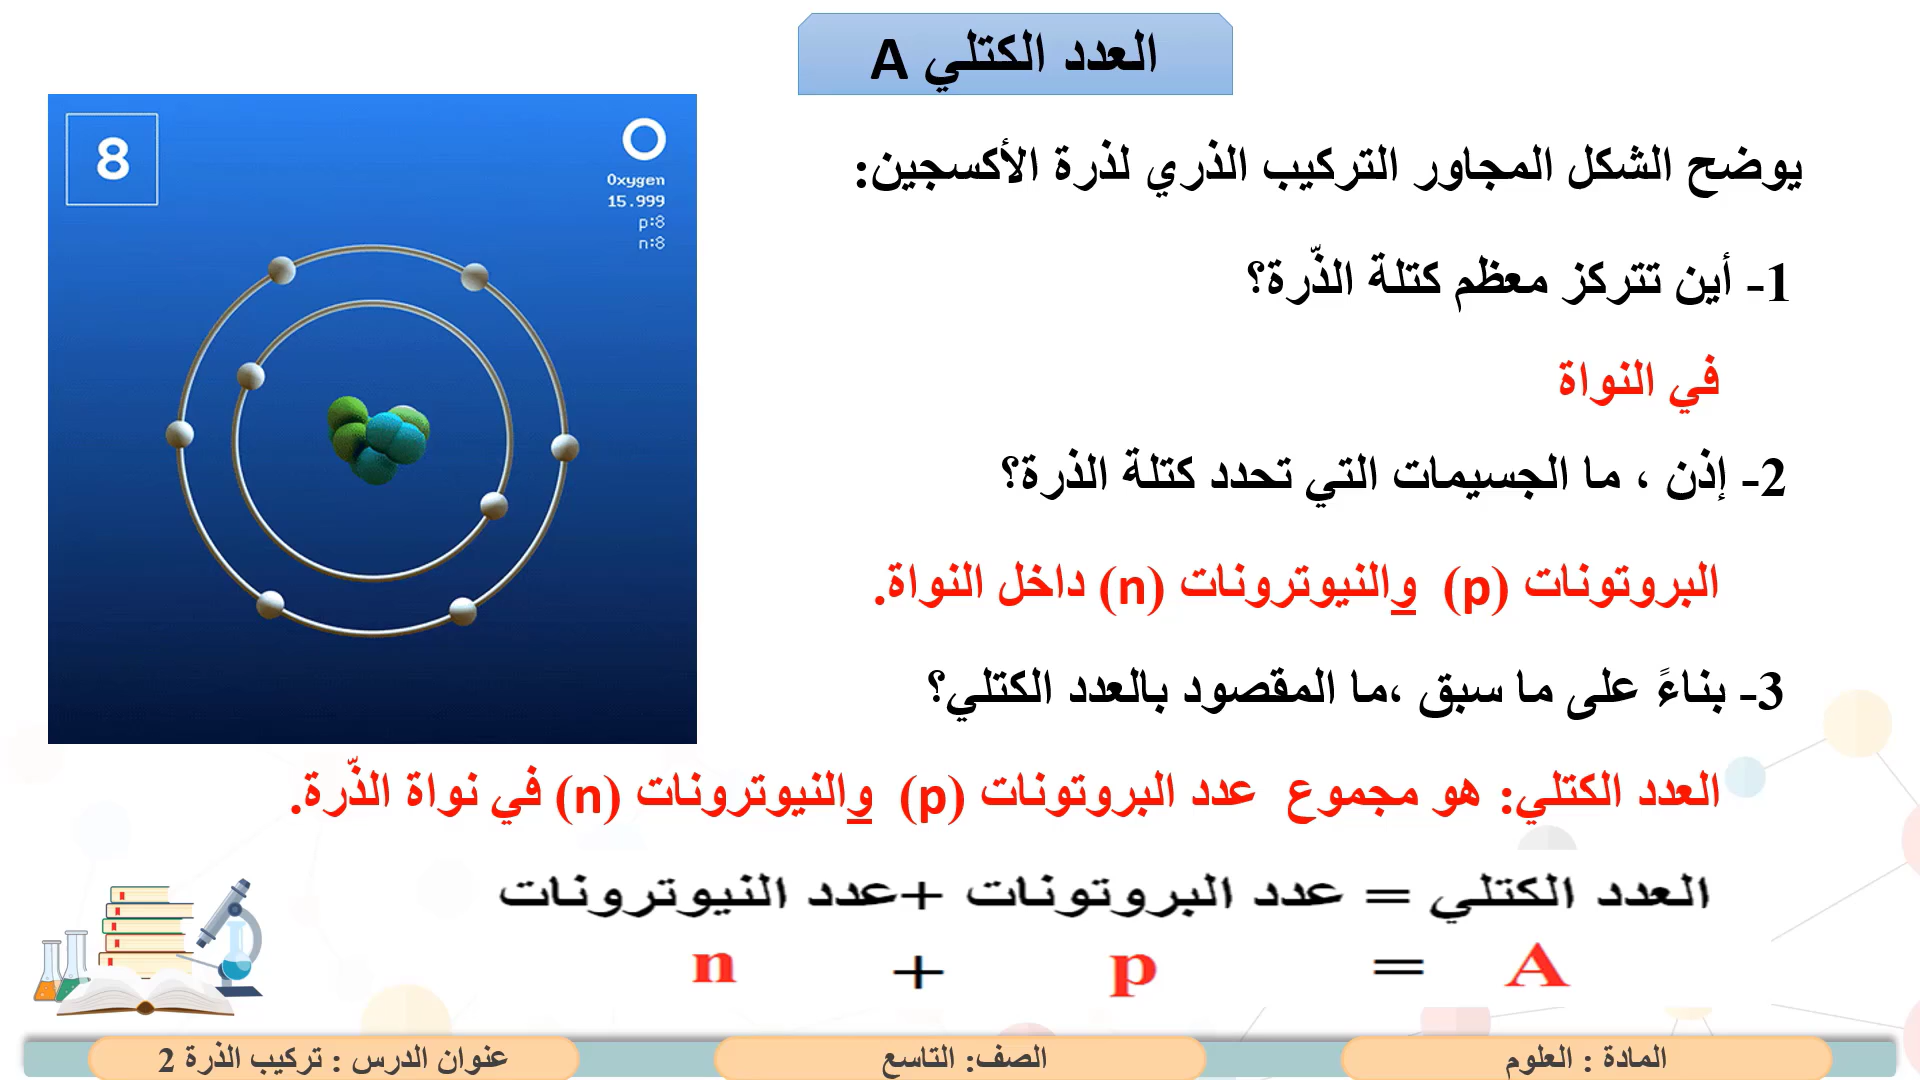 العدد الكتلي A
8
O
Oxygen
15.999
p:8
n:8
يوضح الشكل المجاور التركيب الذري لذرة الأكسجين:
1- أين تتركز معظم كتلة الذّرة؟
في النواة
2- إذن ، ما الجسيمات التي تحدد كتلة الذرة؟
البروتونات (p) والنيوترونات (n) داخل النواة.
3- بناءً على ما سبق ،ما المقصود بالعدد الكتلي؟
العدد الكتلي: هو مجموع عدد البروتونات (p) والنيوترونات (n) في نواة الذّرة.
العدد الكتلي = عدد البروتونات +عدد النيوترونات
A = p + n
المادة : العلوم
الصف: التاسع
عنوان الدرس : تركيب الذرة 2